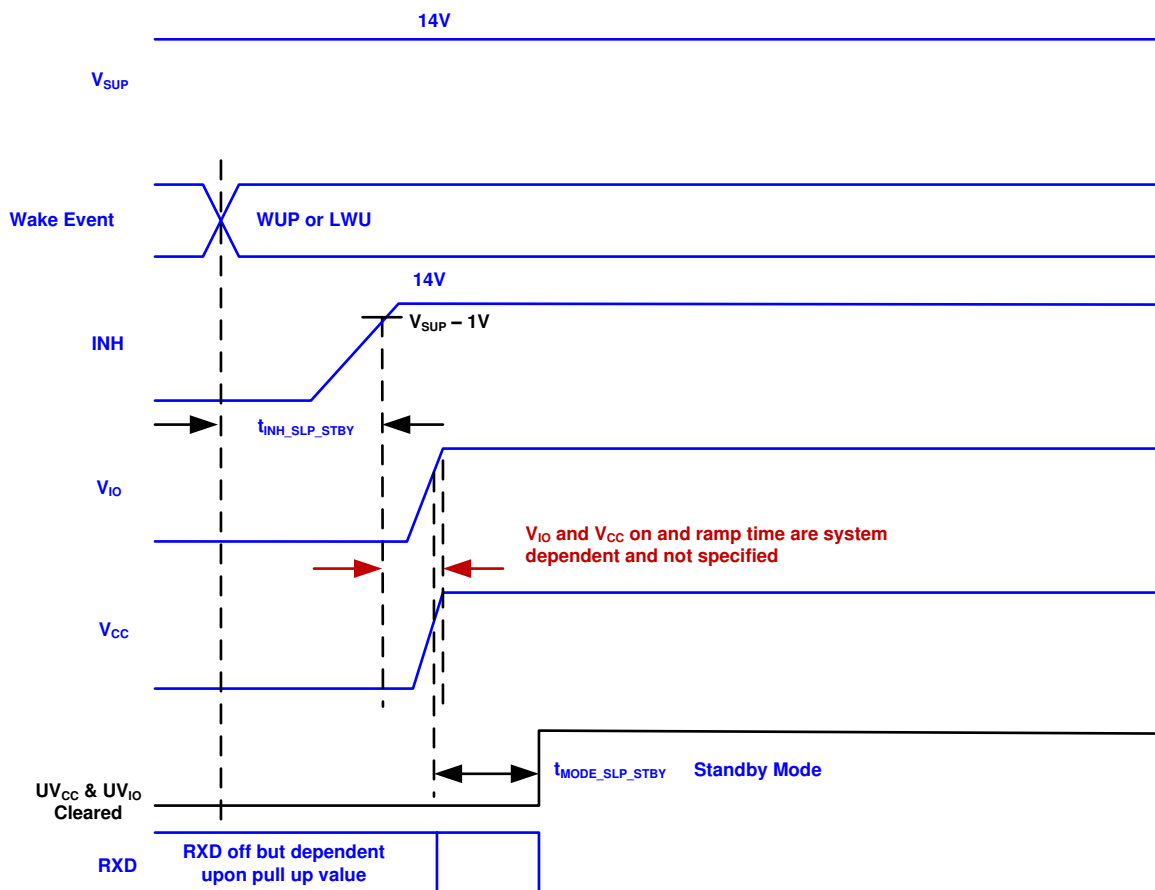 14V
VSUP
Wake Event
WUP or LWU
14V
VSUP – 1V
INH
tINH_SLP_STBY
VIO
VIO and VCC on and ramp time are system
dependent and not specified
VCC
tMODE_SLP_STBY
Standby Mode
UVCC & UVIO
Cleared
RXD
RXD off but dependent
upon pull up value